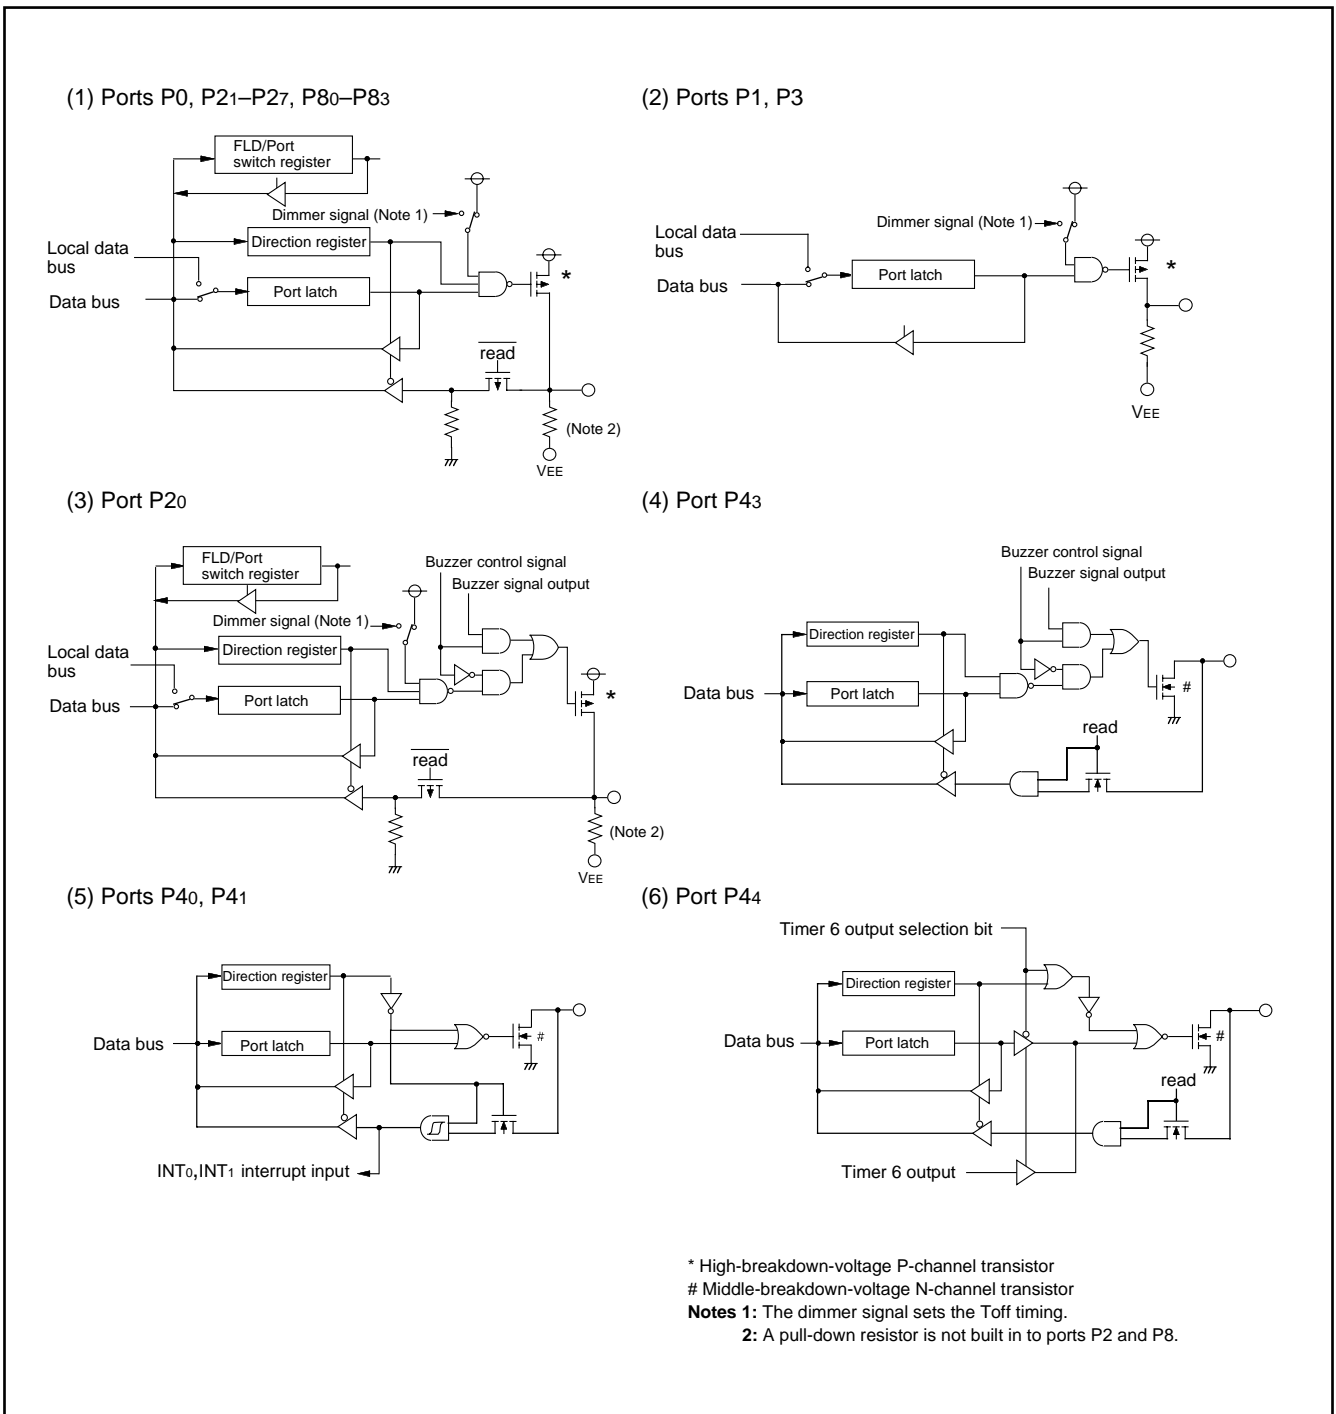 (1) Ports P0, P21–P27, P80–P83
FLD/Port
switch register
Dimmer signal (Note 1)
Local data
bus
Direction register
*
Data bus
Port latch
read
(Note 2)
VEE
(2) Ports P1, P3
Dimmer signal (Note 1)
Local data
bus
Port latch
*
Data bus
VEE
(3) Port P20
FLD/Port
switch register
Buzzer control signal
Buzzer signal output
Dimmer signal (Note 1)
Local data
bus
Direction register
Data bus
Port latch
*
read
(Note 2)
VEE
(4) Port P43
Buzzer control signal
Buzzer signal output
Direction register
Data bus
Port latch
#
read
(5) Ports P40, P41
Direction register
Data bus
Port latch
#
INT0,INT1 interrupt input
(6) Port P44
Timer 6 output selection bit
Direction register
Data bus
Port latch
#
read
Timer 6 output
* High-breakdown-voltage P-channel transistor
# Middle-breakdown-voltage N-channel transistor
Notes 1: The dimmer signal sets the Toff timing.
2: A pull-down resistor is not built in to ports P2 and P8.